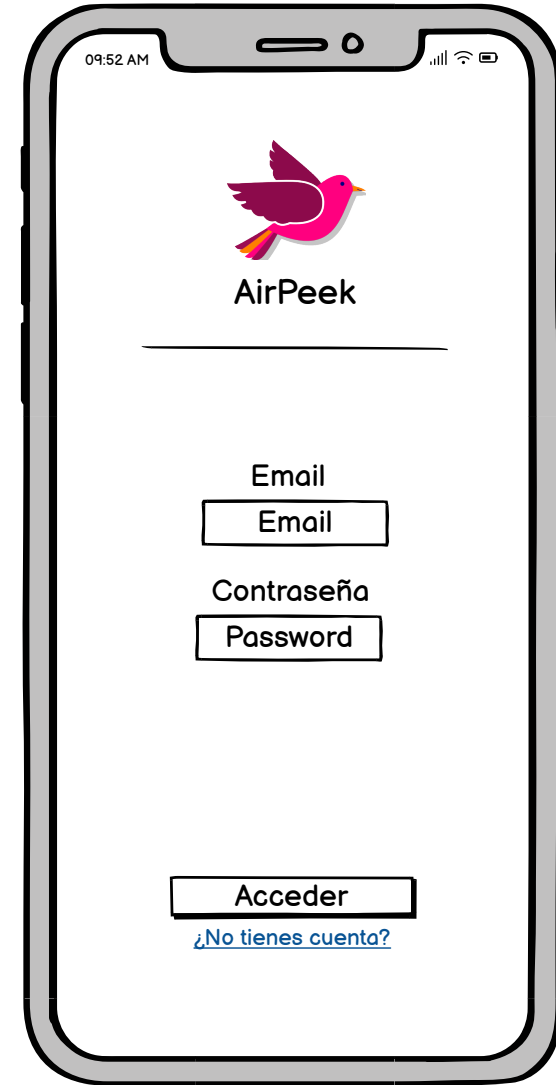 09:52 AM
AirPeek
Email
Email
Contraseña
Password
Acceder
¿No tienes cuenta?